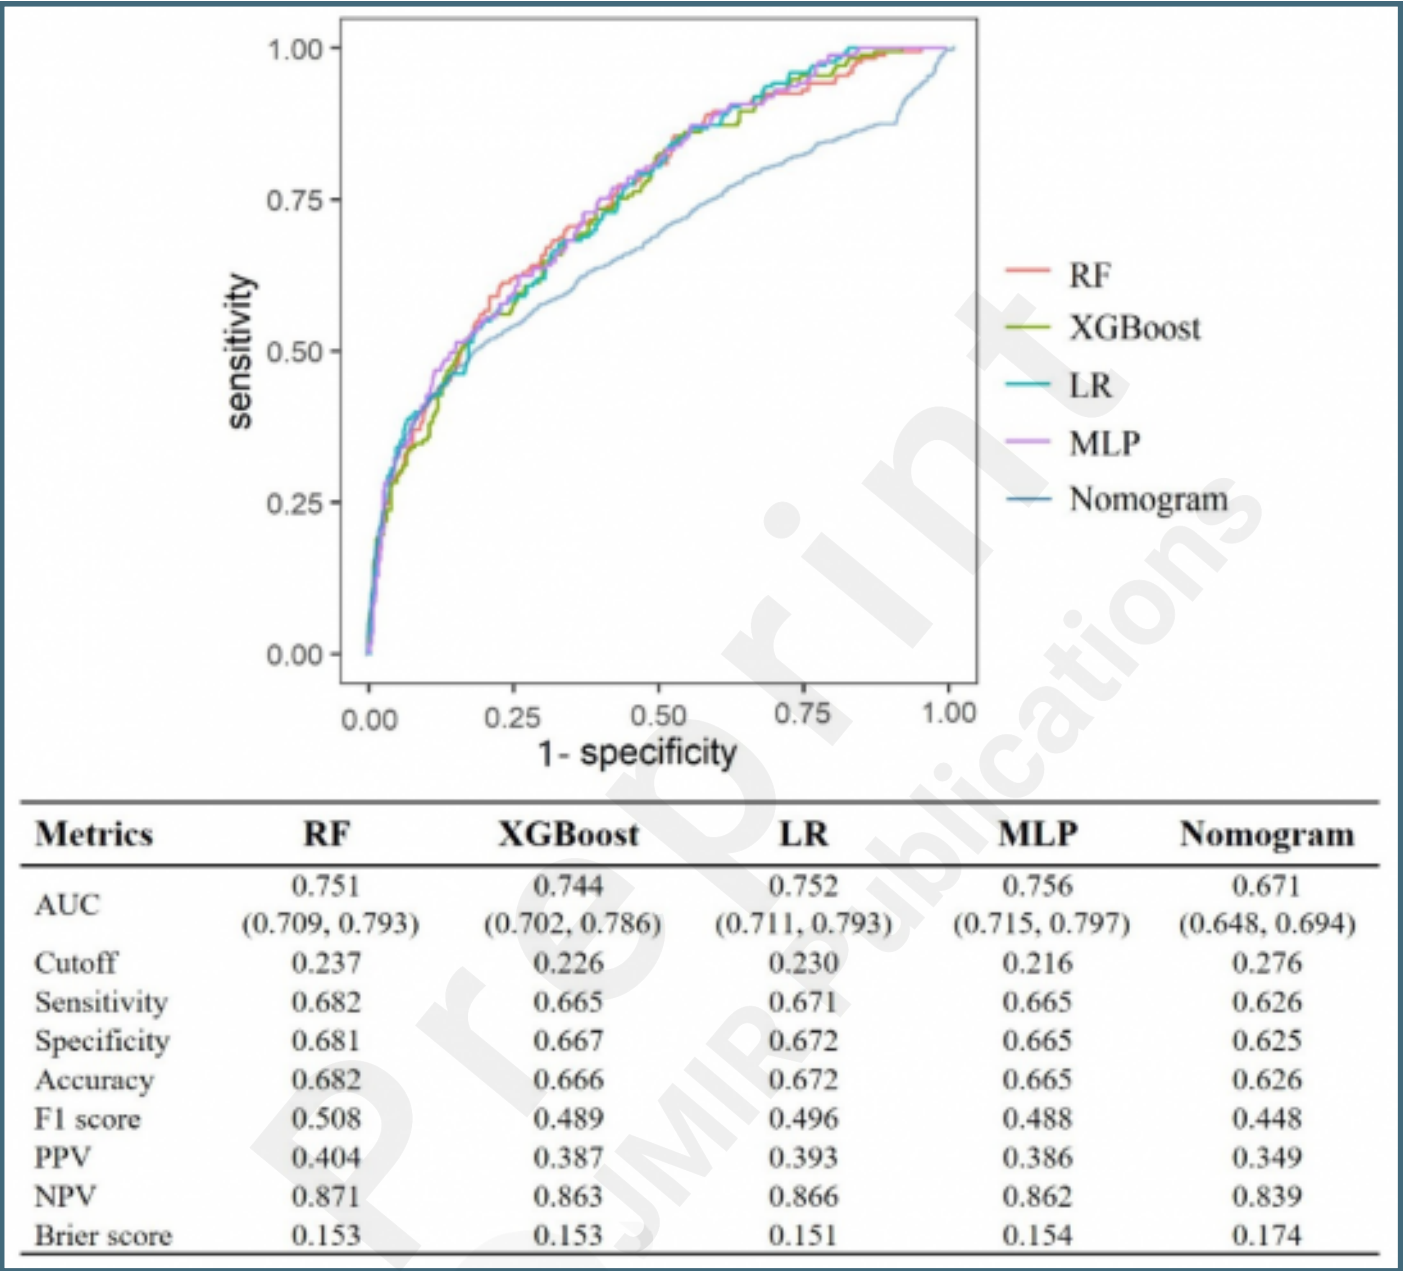 1.00
0.75
0.50
0.25
0.00
sensitivity
0.00 0.25 0.50 0.75 1.00
1- specificity
RF
XGBoost
LR
MLP
Nomogram
Preprint
JMIR Publications
Metrics RF XGBoost LR MLP Nomogram
AUC 0.751 0.744 0.752 0.756 0.671
(0.709, 0.793) (0.702, 0.786) (0.711, 0.793) (0.715, 0.797) (0.648, 0.694)
Cutoff 0.237 0.226 0.230 0.216 0.276
Sensitivity 0.682 0.665 0.671 0.665 0.626
Specificity 0.681 0.667 0.672 0.665 0.625
Accuracy 0.682 0.666 0.672 0.665 0.626
F1 score 0.508 0.489 0.496 0.488 0.448
PPV 0.404 0.387 0.393 0.386 0.349
NPV 0.871 0.863 0.866 0.862 0.839
Brier score 0.153 0.153 0.151 0.154 0.174